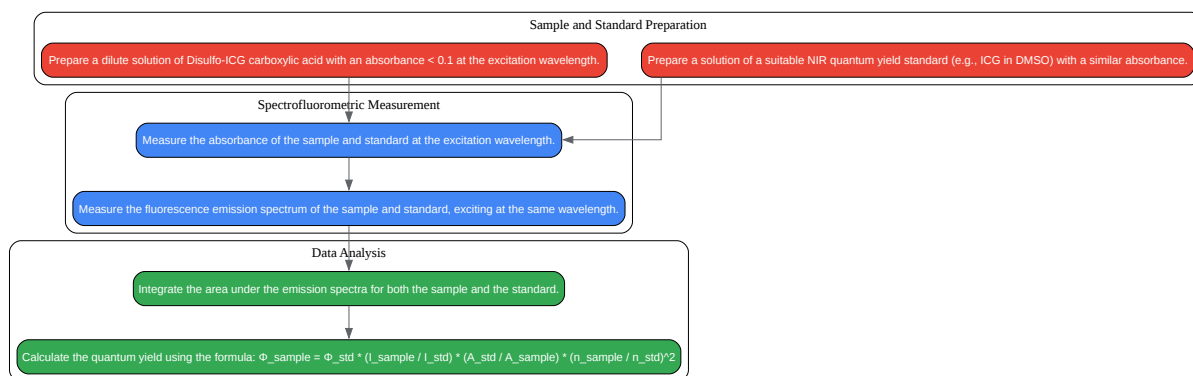 Sample and Standard Preparation
Prepare a dilute solution of Disulfo-ICG carboxylic acid with an absorbance < 0.1 at the excitation wavelength.
Prepare a solution of a suitable NIR quantum yield standard (e.g., ICG in DMSO) with a similar absorbance.
Spectrofluorometric Measurement
Measure the absorbance of the sample and standard at the excitation wavelength.
Measure the fluorescence emission spectrum of the sample and standard, exciting at the same wavelength.
Data Analysis
Integrate the area under the emission spectra for both the sample and the standard.
Calculate the quantum yield using the formula: Φ_sample = Φ_std * (I_sample / I_std) * (A_std / A_sample) * (n_sample / n_std)^2